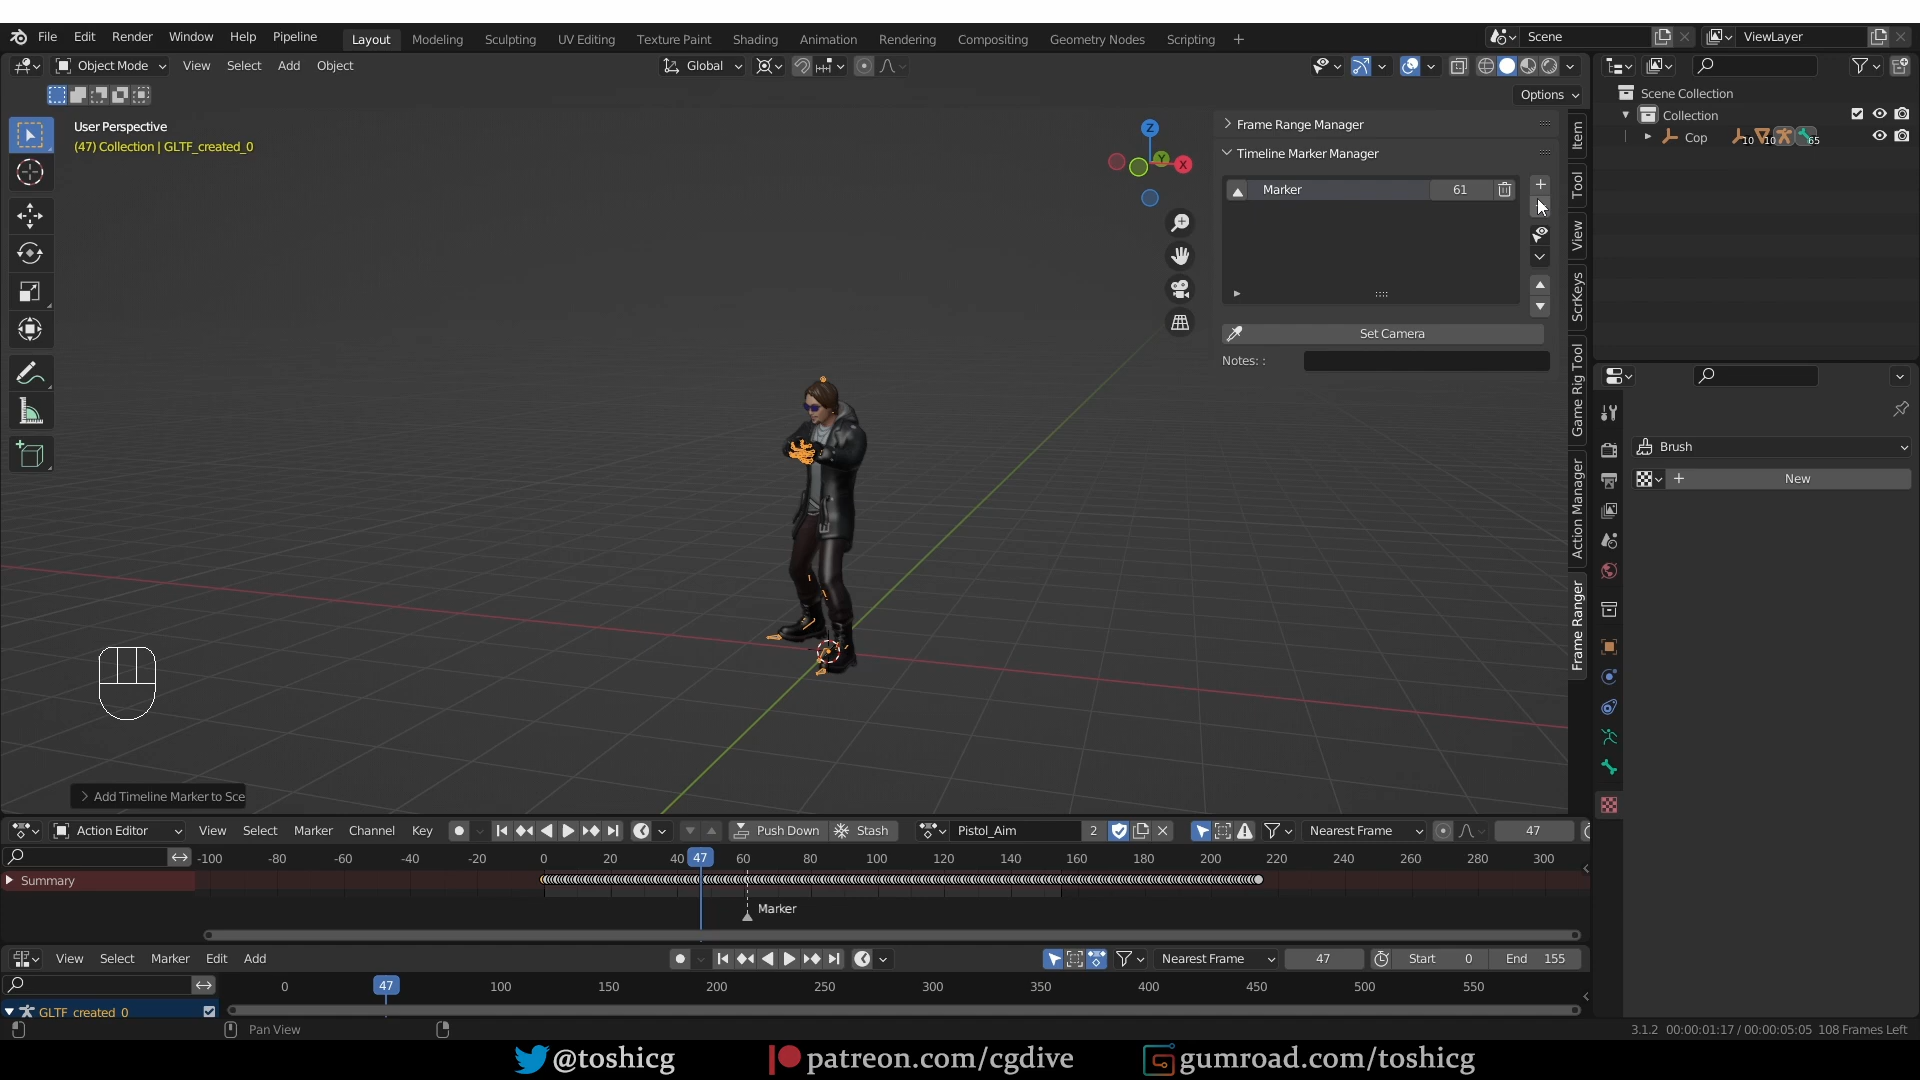 File Edit Render Window Help Pipeline Layout Modeling Sculpting UV Editing Texture Paint Shading Animation Rendering Compositing Geometry Nodes Scripting + Scene ViewLayer
Object Mode View Select Add Object Global
Options
User Perspective
(47) Collection | GLTF_created_0
Z
Y
X
Frame Range Manager
Timeline Marker Manager
Marker 61
Set Camera
Notes: :
Item
Tool
View
ScrKeys
Game Rig Tool
Action Manager
Frame Ranger
Scene Collection
Collection
Cop 10 10 65
Brush
New
Add Timeline Marker to Sce
Action Editor View Select Marker Channel Key Push Down Stash Pistol_Aim 2 Nearest Frame 47
-100 -80 -60 -40 -20 0 20 40 47 60 80 100 120 140 160 180 200 220 240 260 280 300
Summary
Marker
View Select Marker Edit Add Nearest Frame 47 Start 0 End 155
0 47 100 150 200 250 300 350 400 450 500 550
GLTF_created_0
Pan View
3.1.2 00:00:01:17 / 00:00:05:05 108 Frames Left
@toshicg patreon.com/cgdive gumroad.com/toshicg